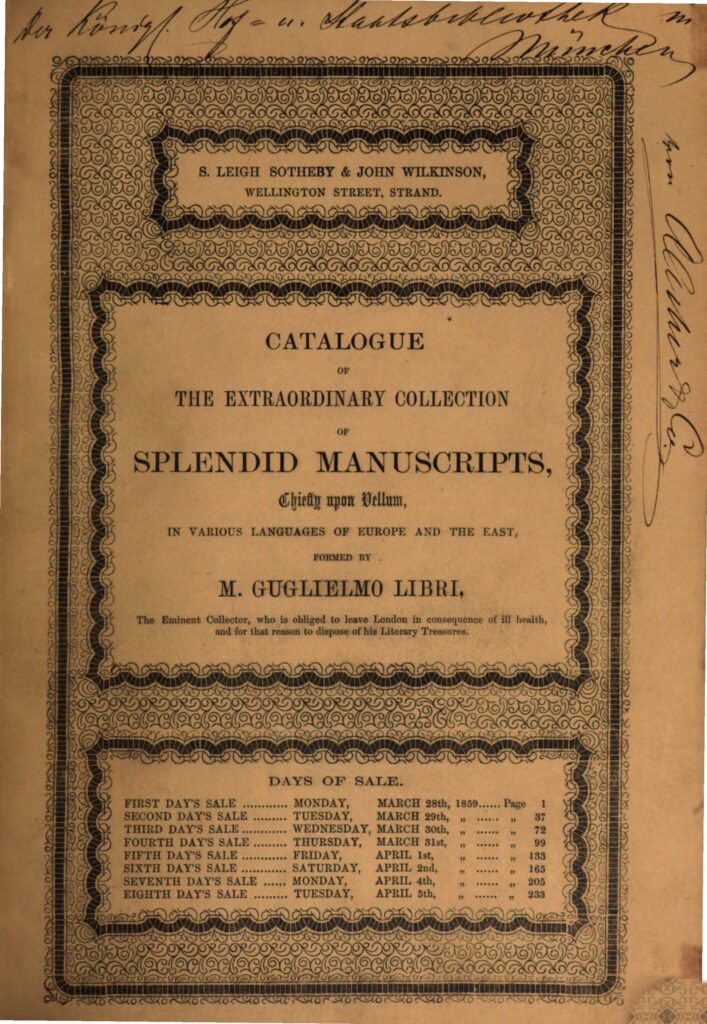 Der Königl. Hof= u. Staatsbibliothek in
München
von Asher & Co.
S. LEIGH SOTHEBY & JOHN WILKINSON,
WELLINGTON STREET, STRAND.
CATALOGUE
OF
THE EXTRAORDINARY COLLECTION
OF
SPLENDID MANUSCRIPTS,
Chiefly upon Vellum,
IN VARIOUS LANGUAGES OF EUROPE AND THE EAST,
FORMED BY
M. GUGLIELMO LIBRI,
The Eminent Collector, who is obliged to leave London in consequence of ill health,
and for that reason to dispose of his Literary Treasures.
DAYS OF SALE.
FIRST DAY'S SALE ........... MONDAY, MARCH 28th, 1859...... Page 1
SECOND DAY'S SALE ......... TUESDAY, MARCH 29th, „ ...... „ 37
THIRD DAY'S SALE ........... WEDNESDAY, MARCH 30th, „ ...... „ 72
FOURTH DAY'S SALE ......... THURSDAY, MARCH 31st, „ ...... „ 99
FIFTH DAY'S SALE ........... FRIDAY, APRIL 1st, „ ...... „ 133
SIXTH DAY'S SALE ........... SATURDAY, APRIL 2nd, „ ...... „ 165
SEVENTH DAY'S SALE ...... MONDAY, APRIL 4th, „ ...... „ 205
EIGHTH DAY'S SALE ......... TUESDAY, APRIL 5th, „ ...... „ 233